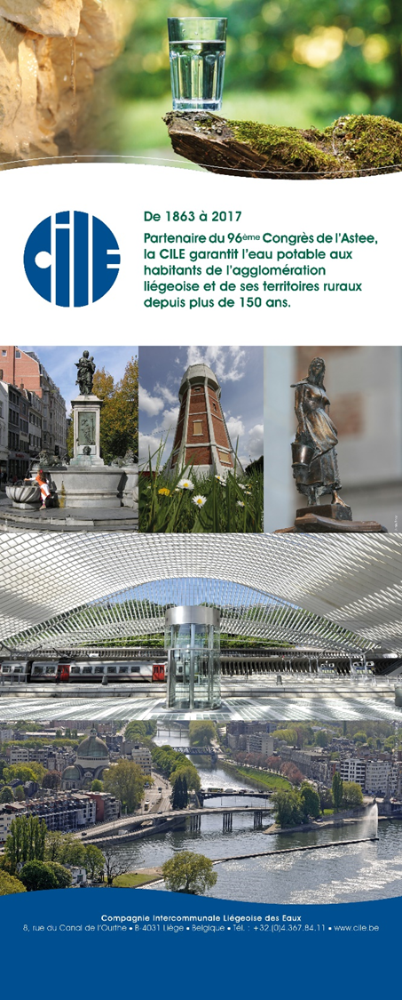 CILE
De 1863 à 2017
Partenaire du 96ème Congrès de l'Astee,
la CILE garantit l'eau potable aux
habitants de l'agglomération
liégeoise et de ses territoires ruraux
depuis plus de 150 ans.
Compagnie Intercommunale Liégeoise des Eaux
8, rue du Canal de l'Ourthe • B-4031 Liège • Belgique • Tél. : +32.(0)4.367.84.11 • www.cile.be